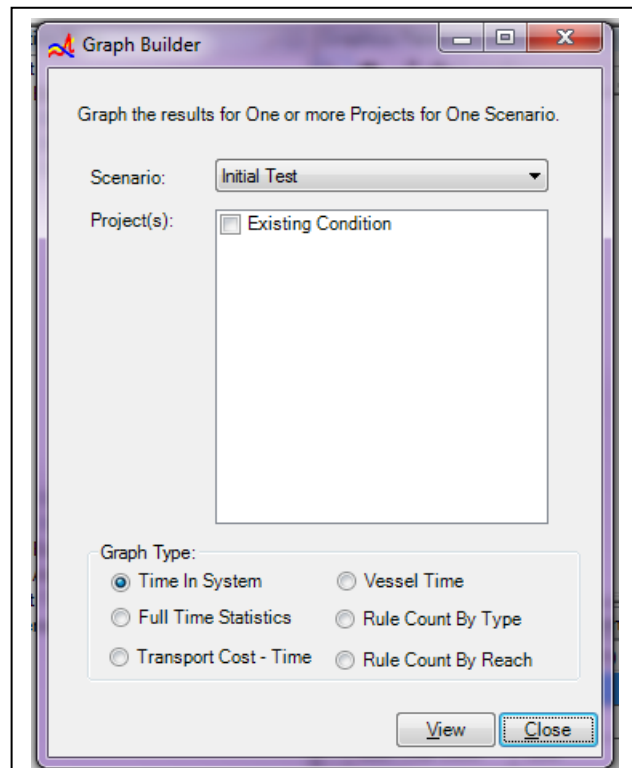 Graph Builder
Graph the results for One or more Projects for One Scenario.
Scenario: Initial Test
Project(s): Existing Condition
Graph Type:
Time In System Vessel Time
Full Time Statistics Rule Count By Type
Transport Cost - Time Rule Count By Reach
View Close